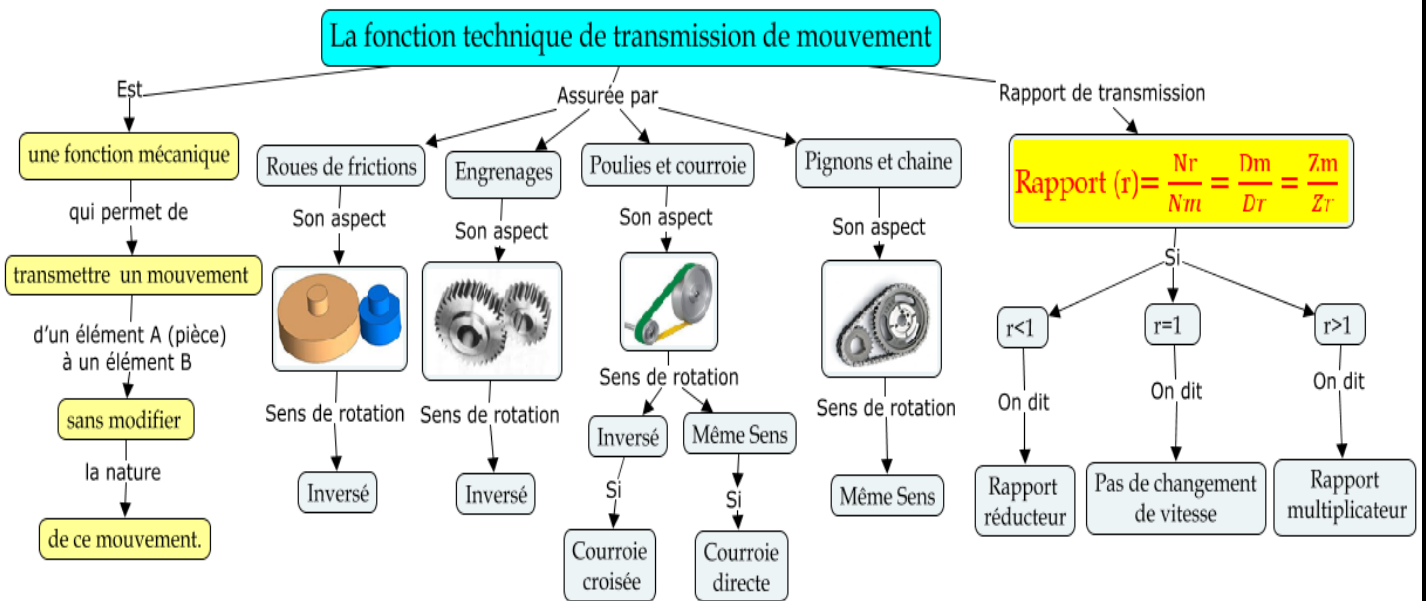 La fonction technique de transmission de mouvement
Est
Assurée par
Rapport de transmission
une fonction mécanique
qui permet de
transmettre un mouvement
d'un élément A (pièce)
à un élément B
sans modifier
la nature
de ce mouvement.
Roues de frictions
Son aspect
Sens de rotation
Inversé
Engrenages
Son aspect
Sens de rotation
Inversé
Poulies et courroie
Son aspect
Sens de rotation
Inversé
Même Sens
Si
Si
Courroie
croisée
Courroie
directe
Pignons et chaine
Son aspect
Sens de rotation
Même Sens
Rapport (r)= Nr/Nm = Dm/Dr = Zm/Zr
Si
r<1
r=1
r>1
On dit
On dit
On dit
Rapport
réducteur
Pas de changement
de vitesse
Rapport
multiplicateur